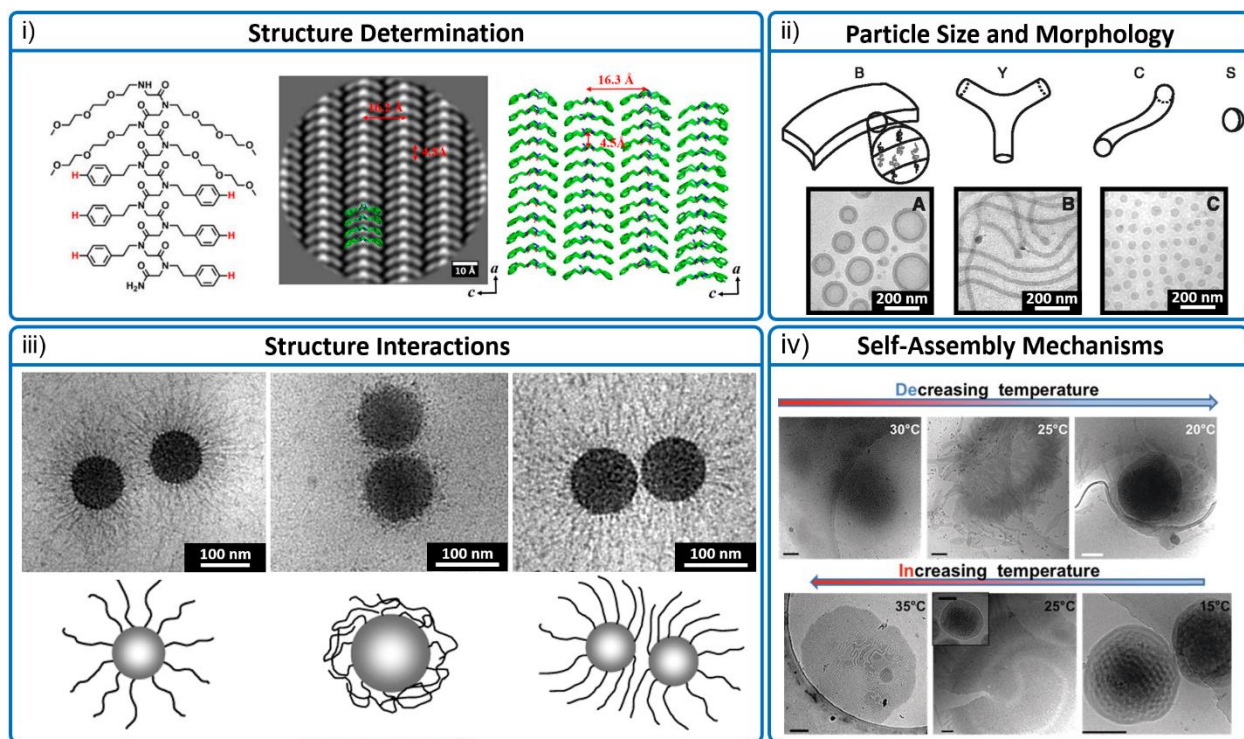 i)
Structure Determination
NH
O
N
O
N
O
N
O
N
O
N
O
N
O
N
O
N
O
O
H₂N
H
H
H
H
H
H
16.3 Å
4.5Å
10 Å
a
c
16.3 Å
4.5Å
a
c
ii)
Particle Size and Morphology
B Y C S
A B C
200 nm 200 nm 200 nm
iii)
Structure Interactions
100 nm 100 nm 100 nm
iv)
Self-Assembly Mechanisms
Decreasing temperature
30°C 25°C 20°C
Increasing temperature
35°C 25°C 15°C